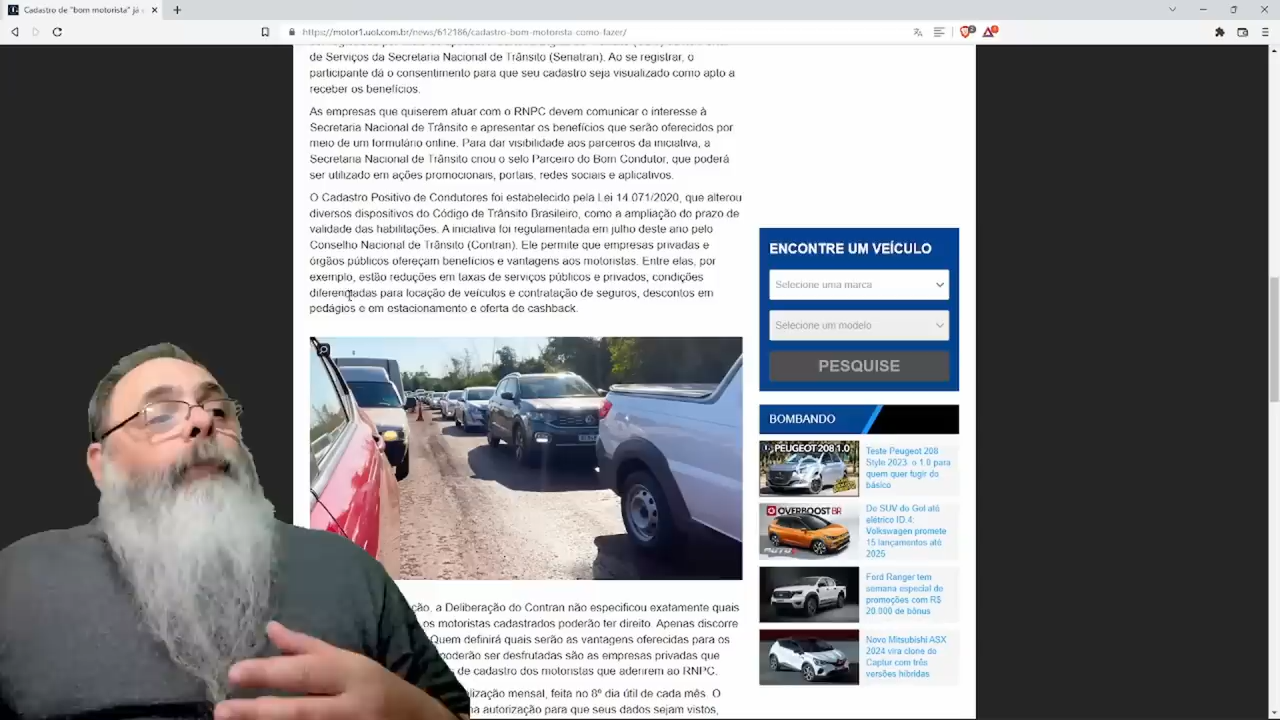 Cadastro de "bom motorista" já
https://motor1.uol.com.br/news/612186/cadastro-bom-motorista-como-fazer/
de Serviços da Secretaria Nacional de Trânsito (Senatran). Ao se registrar, o
participante dá o consentimento para que seu cadastro seja visualizado como apto a
receber os benefícios.
As empresas que quiserem atuar com o RNPC devem comunicar o interesse à
Secretaria Nacional de Trânsito e apresentar os benefícios que serão oferecidos por
meio de um formulário online. Para dar visibilidade aos parceiros da iniciativa, a
Secretaria Nacional de Trânsito criou o selo Parceiro do Bom Condutor, que poderá
ser utilizado em ações promocionais, portais, redes sociais e aplicativos.
O Cadastro Positivo de Condutores foi estabelecido pela Lei 14.071/2020, que alterou
diversos dispositivos do Código de Trânsito Brasileiro, como a ampliação do prazo de
validade das habilitações. A iniciativa foi regulamentada em julho deste ano pelo
Conselho Nacional de Trânsito (Contran). Ele permite que empresas privadas e
órgãos públicos ofereçam benefícios e vantagens aos motoristas. Entre elas, por
exemplo, estão reduções em taxas de serviços públicos e privados, condições
diferenciadas para locação de veículos e contratação de seguros, descontos em
pedágios e em estacionamento e oferta de cashback.
ção, a Deliberação do Contran não especificou exatamente quais
os motoristas cadastrados poderão ter direito. Apenas discorre
Quem definirá quais serão as vantagens oferecidas para os
poderão ser desfrutadas são as empresas privadas que
s de cadastro dos motoristas que aderirem ao RNPC.
lização mensal, feita no 8º dia útil de cada mês. O
na autorização para que seus dados sejam vistos,
ENCONTRE UM VEÍCULO
Selecione uma marca
Selecione um modelo
PESQUISE
BOMBANDO
PEUGEOT 208 1.0
Teste Peugeot 208
Style 2023: o 1.0 para
quem quer fugir do
básico
OVERBOOST BR
Do SUV do Gol até
elétrico ID.4:
Volkswagen promete
15 lançamentos até
2025
Ford Ranger tem
semana especial de
promoções com R$
20.000 de bônus
Novo Mitsubishi ASX
2024 vira clone do
Captur com três
versões híbridas